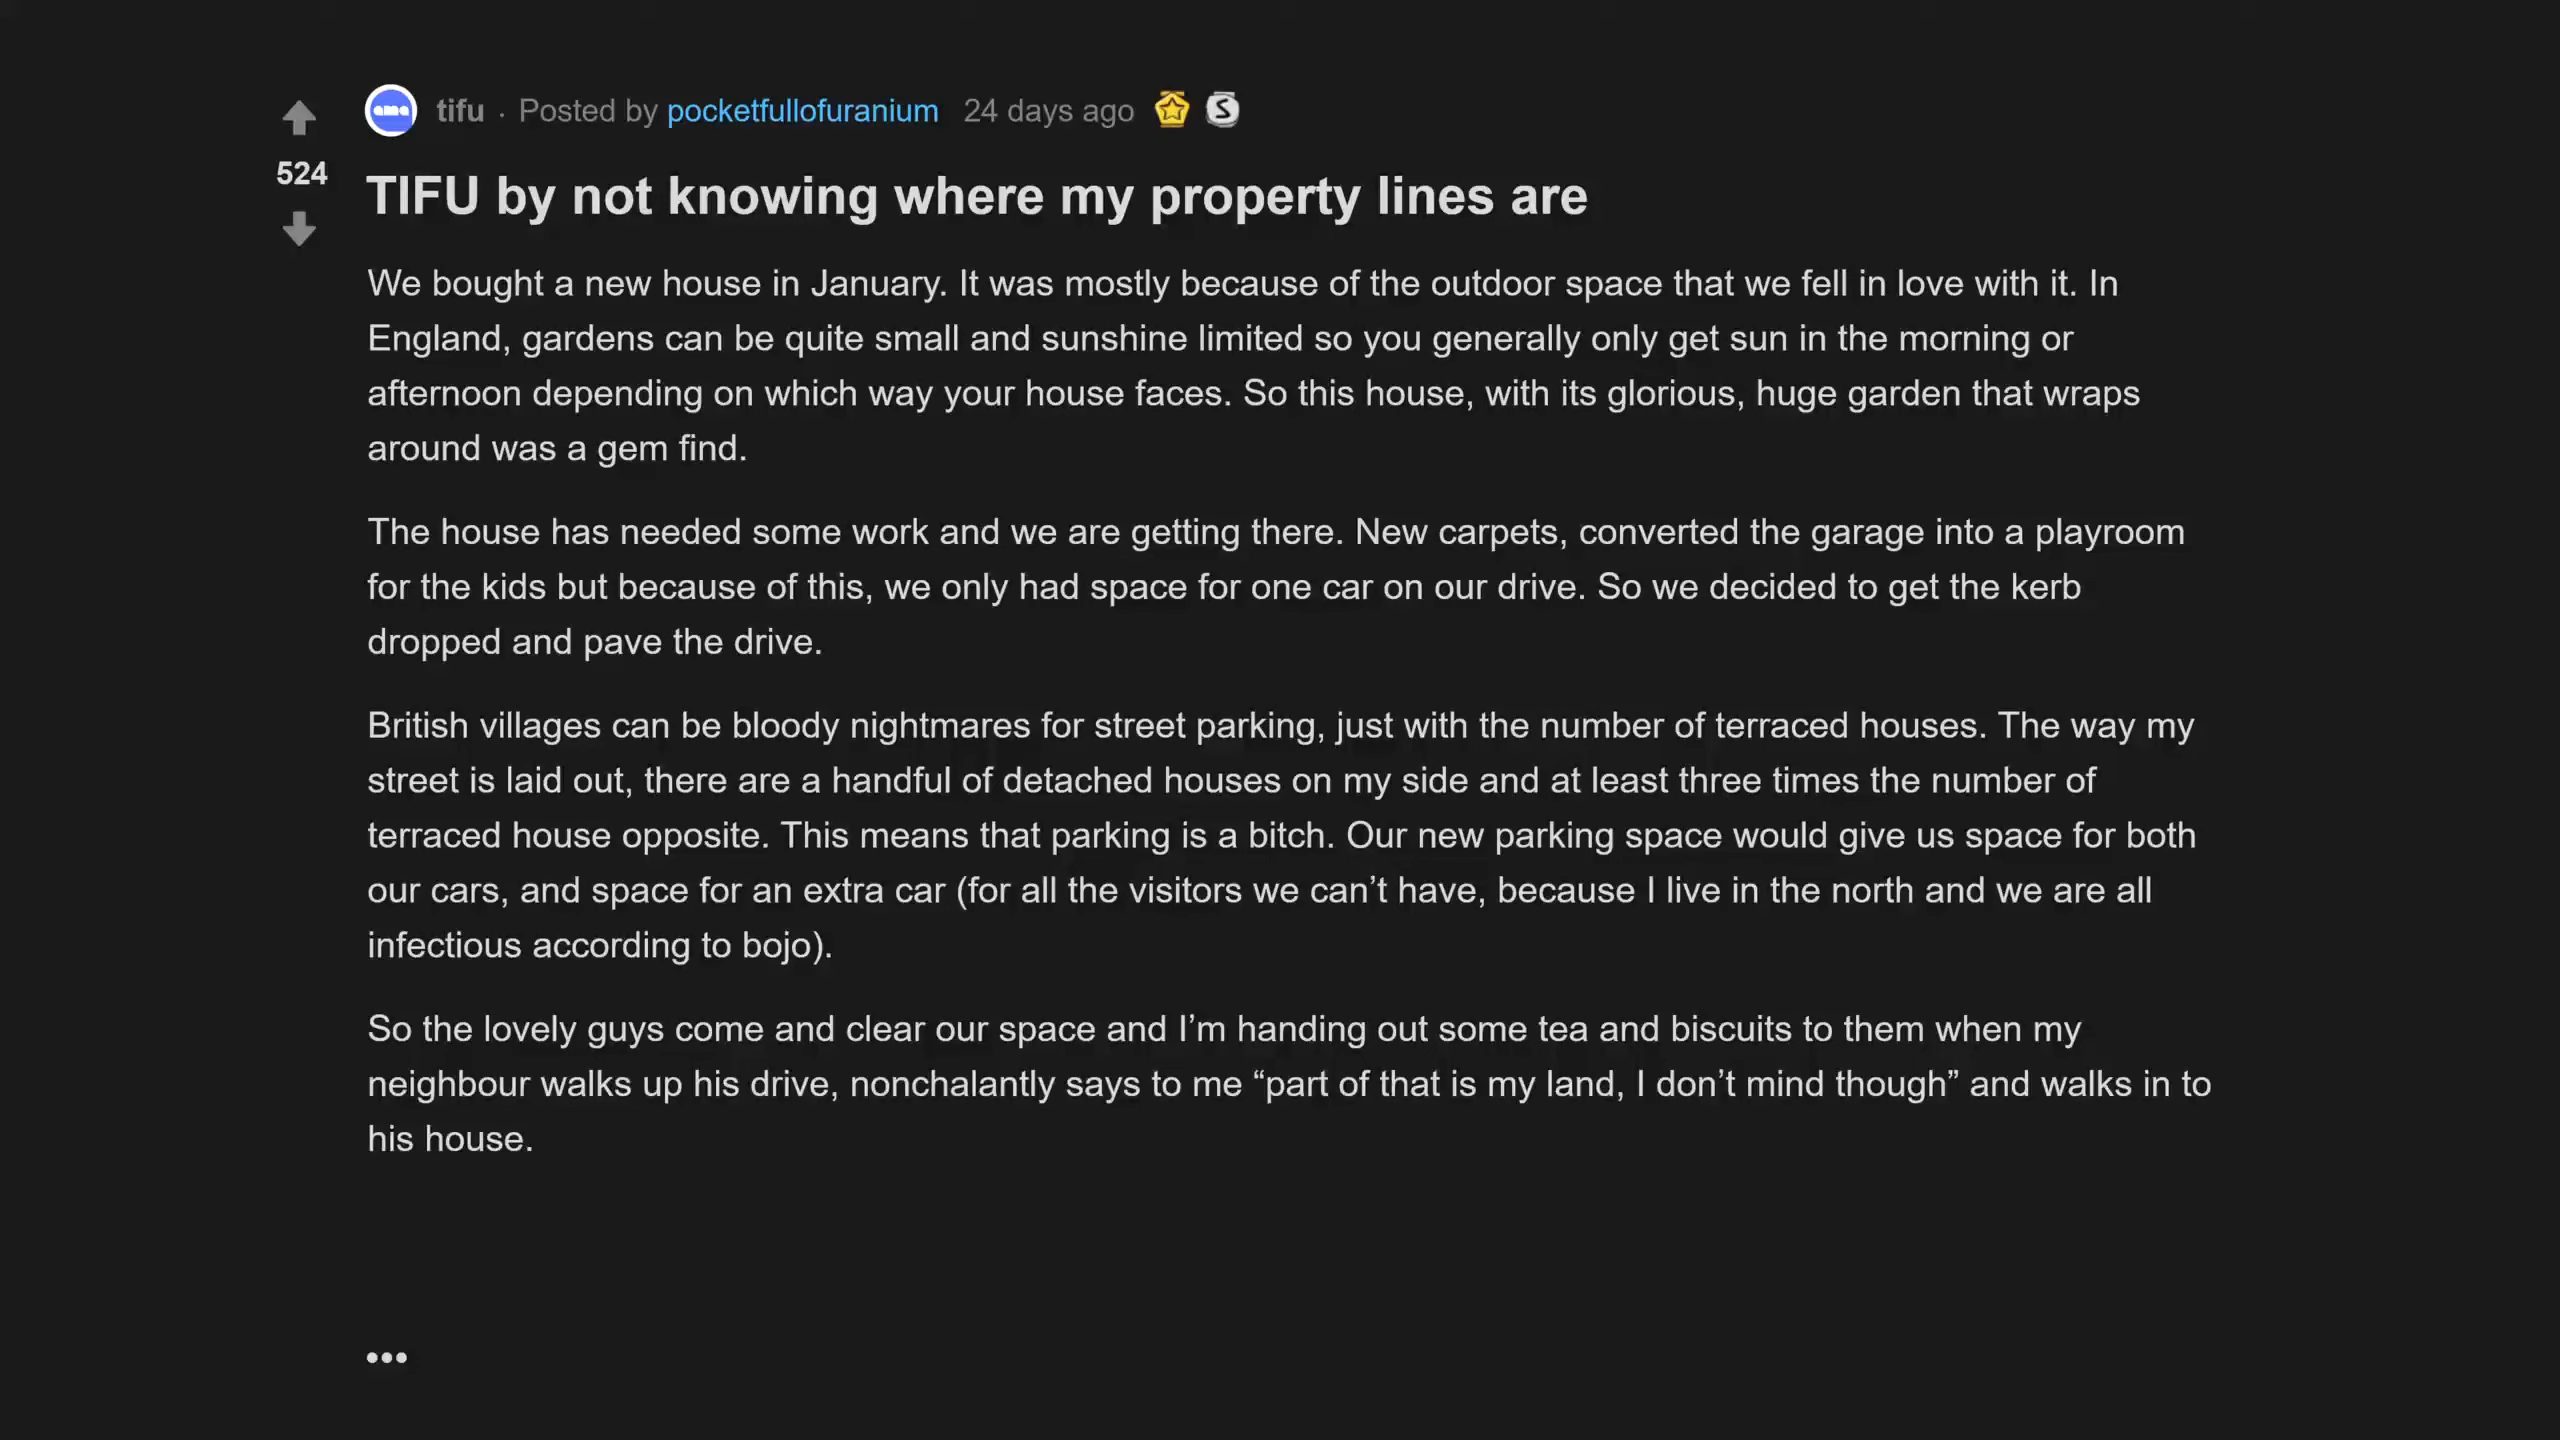 tifu · Posted by pocketfullofuranium 24 days ago
524
TIFU by not knowing where my property lines are
We bought a new house in January. It was mostly because of the outdoor space that we fell in love with it. In
England, gardens can be quite small and sunshine limited so you generally only get sun in the morning or
afternoon depending on which way your house faces. So this house, with its glorious, huge garden that wraps
around was a gem find.
The house has needed some work and we are getting there. New carpets, converted the garage into a playroom
for the kids but because of this, we only had space for one car on our drive. So we decided to get the kerb
dropped and pave the drive.
British villages can be bloody nightmares for street parking, just with the number of terraced houses. The way my
street is laid out, there are a handful of detached houses on my side and at least three times the number of
terraced house opposite. This means that parking is a bitch. Our new parking space would give us space for both
our cars, and space for an extra car (for all the visitors we can’t have, because I live in the north and we are all
infectious according to bojo).
So the lovely guys come and clear our space and I’m handing out some tea and biscuits to them when my
neighbour walks up his drive, nonchalantly says to me “part of that is my land, I don’t mind though” and walks in to
his house.
•••